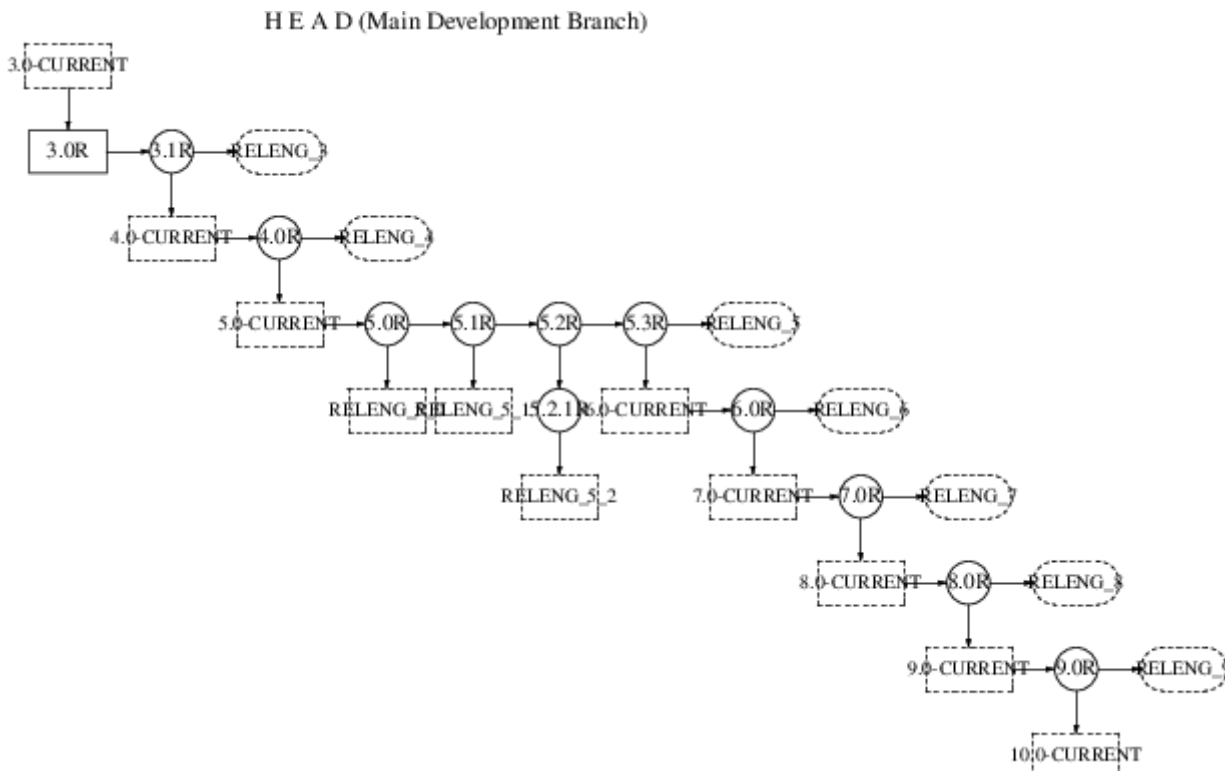 H E A D (Main Development Branch)
3.0-CURRENT
3.0R
3.1R
RELENG_3
4.0-CURRENT
4.0R
RELENG_4
5.0-CURRENT
5.0R
5.1R
5.2R
5.3R
RELENG_5
RELENG_5_1
5.2.1R
6.0-CURRENT
6.0R
RELENG_6
RELENG_5_2
7.0-CURRENT
7.0R
RELENG_7
8.0-CURRENT
8.0R
RELENG_8
9.0-CURRENT
9.0R
10.0-CURRENT